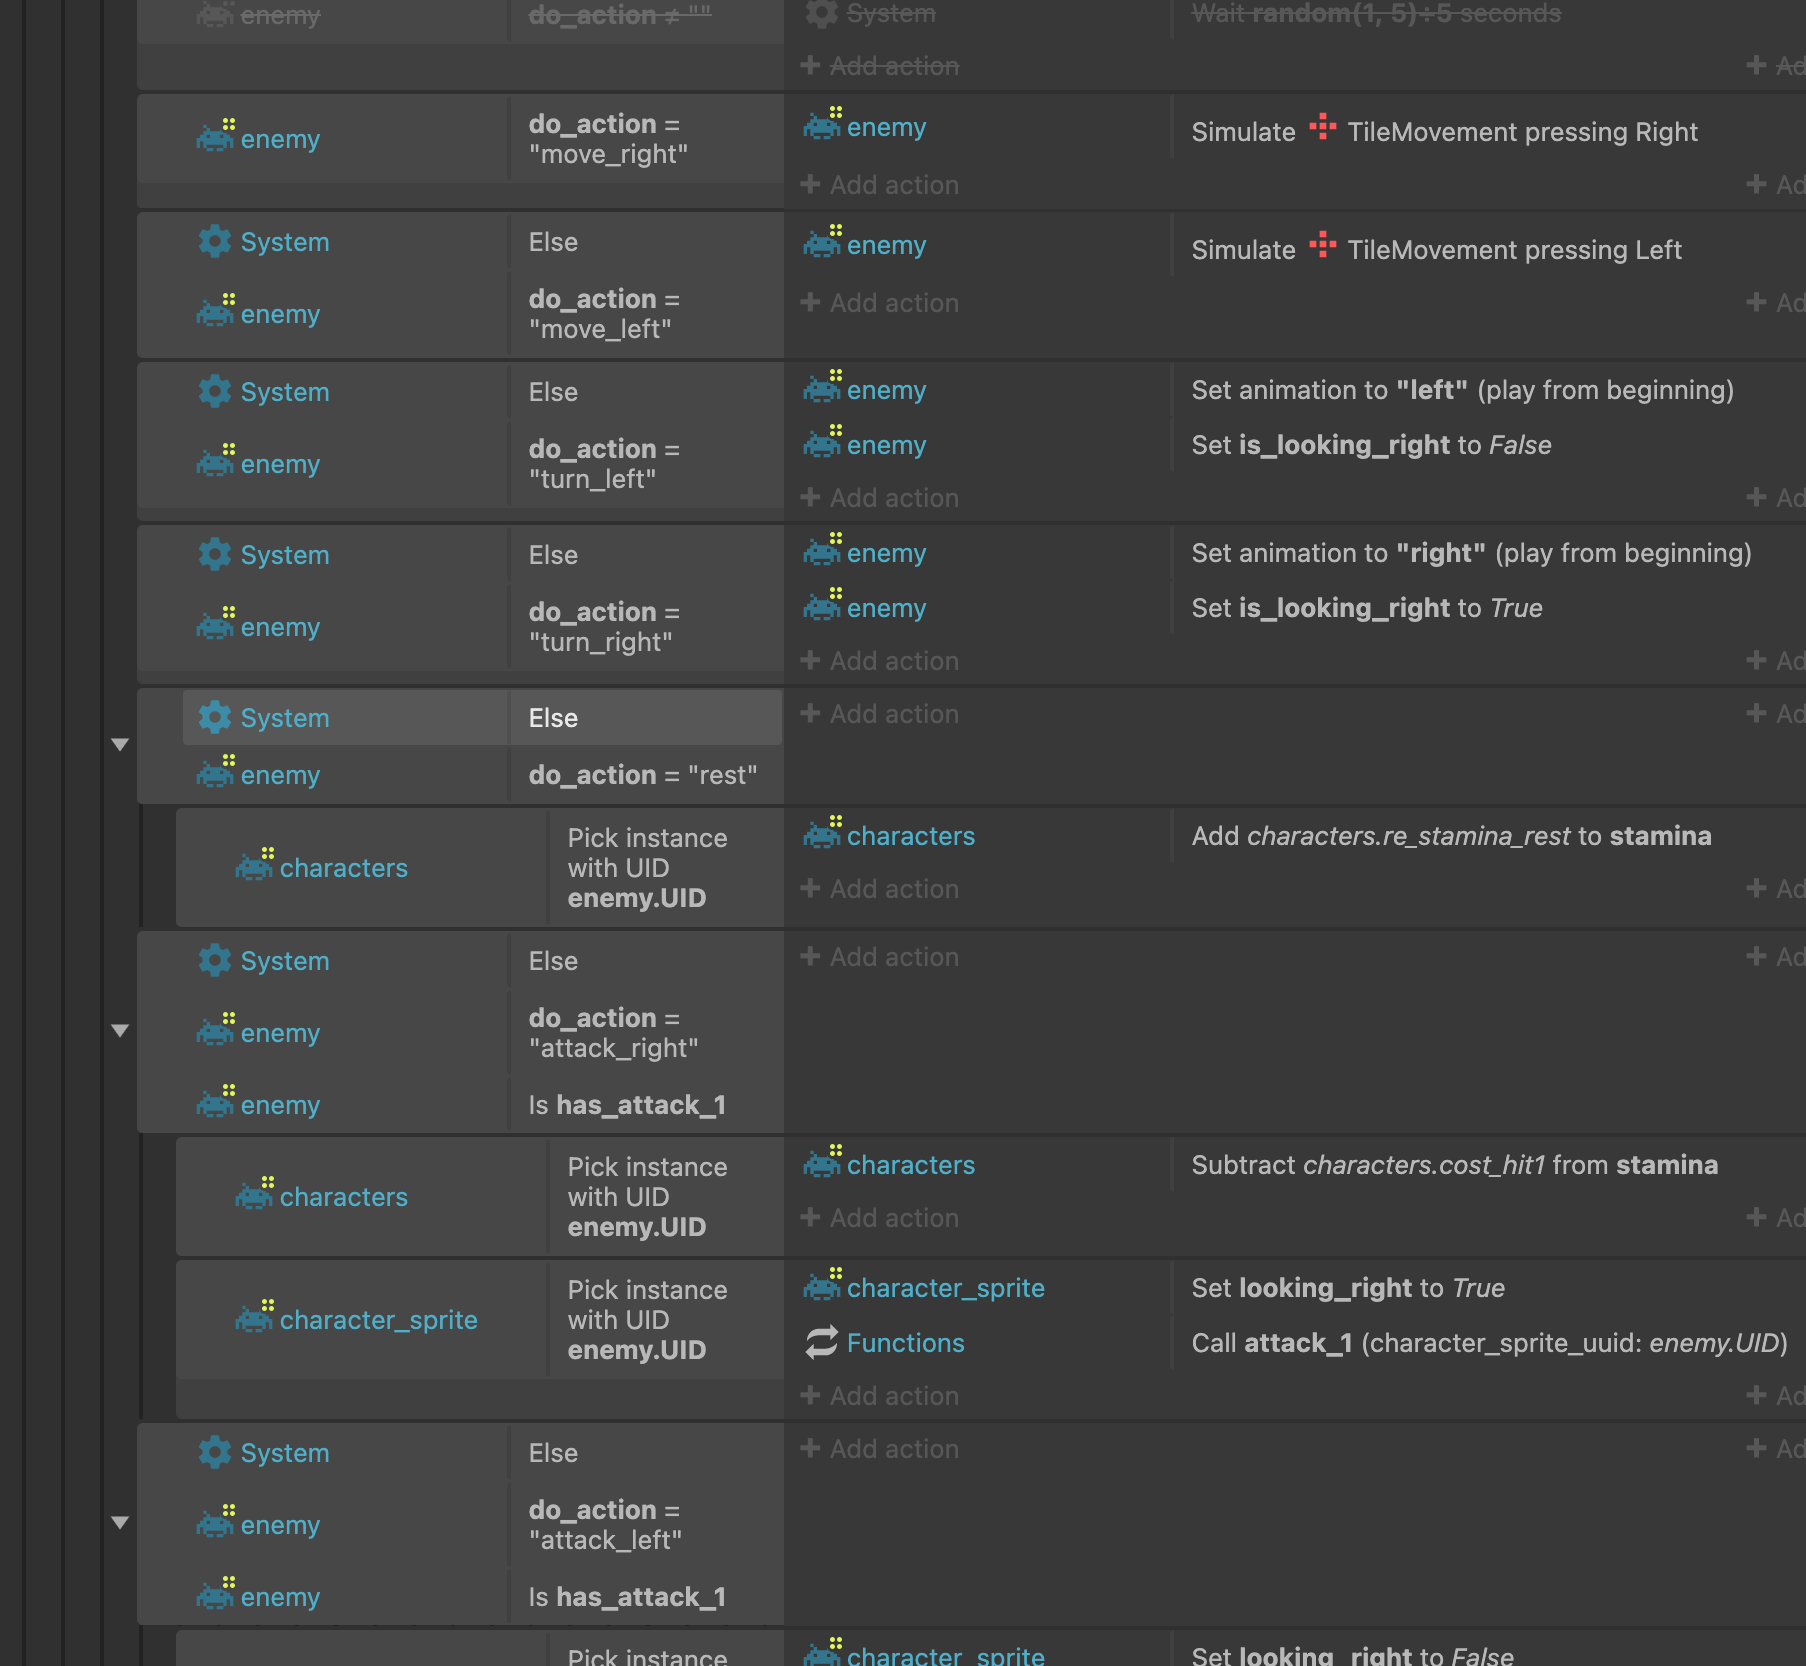 enemy do_action ≠ "" System Wait random(1, 5)÷5 seconds
+ Add action + Ad
enemy do_action = "move_right" enemy Simulate TileMovement pressing Right
+ Add action + Ad
System Else enemy Simulate TileMovement pressing Left
enemy do_action = "move_left" + Add action + Ad
System Else enemy Set animation to "left" (play from beginning)
enemy do_action = "turn_left" enemy Set is_looking_right to False
+ Add action + Ad
System Else enemy Set animation to "right" (play from beginning)
enemy do_action = "turn_right" enemy Set is_looking_right to True
+ Add action + Ad
System Else + Add action + Ad
enemy do_action = "rest"
characters Pick instance with UID enemy.UID characters Add characters.re_stamina_rest to stamina
+ Add action + Ad
System Else + Add action + Ad
enemy do_action = "attack_right"
enemy Is has_attack_1
characters Pick instance with UID enemy.UID characters Subtract characters.cost_hit1 from stamina
+ Add action + Ad
character_sprite Pick instance with UID enemy.UID character_sprite Set looking_right to True
Functions Call attack_1 (character_sprite_uuid: enemy.UID)
+ Add action + Ad
System Else + Add action + Ad
enemy do_action = "attack_left"
enemy Is has_attack_1
Pick instance character_sprite Set looking_right to False